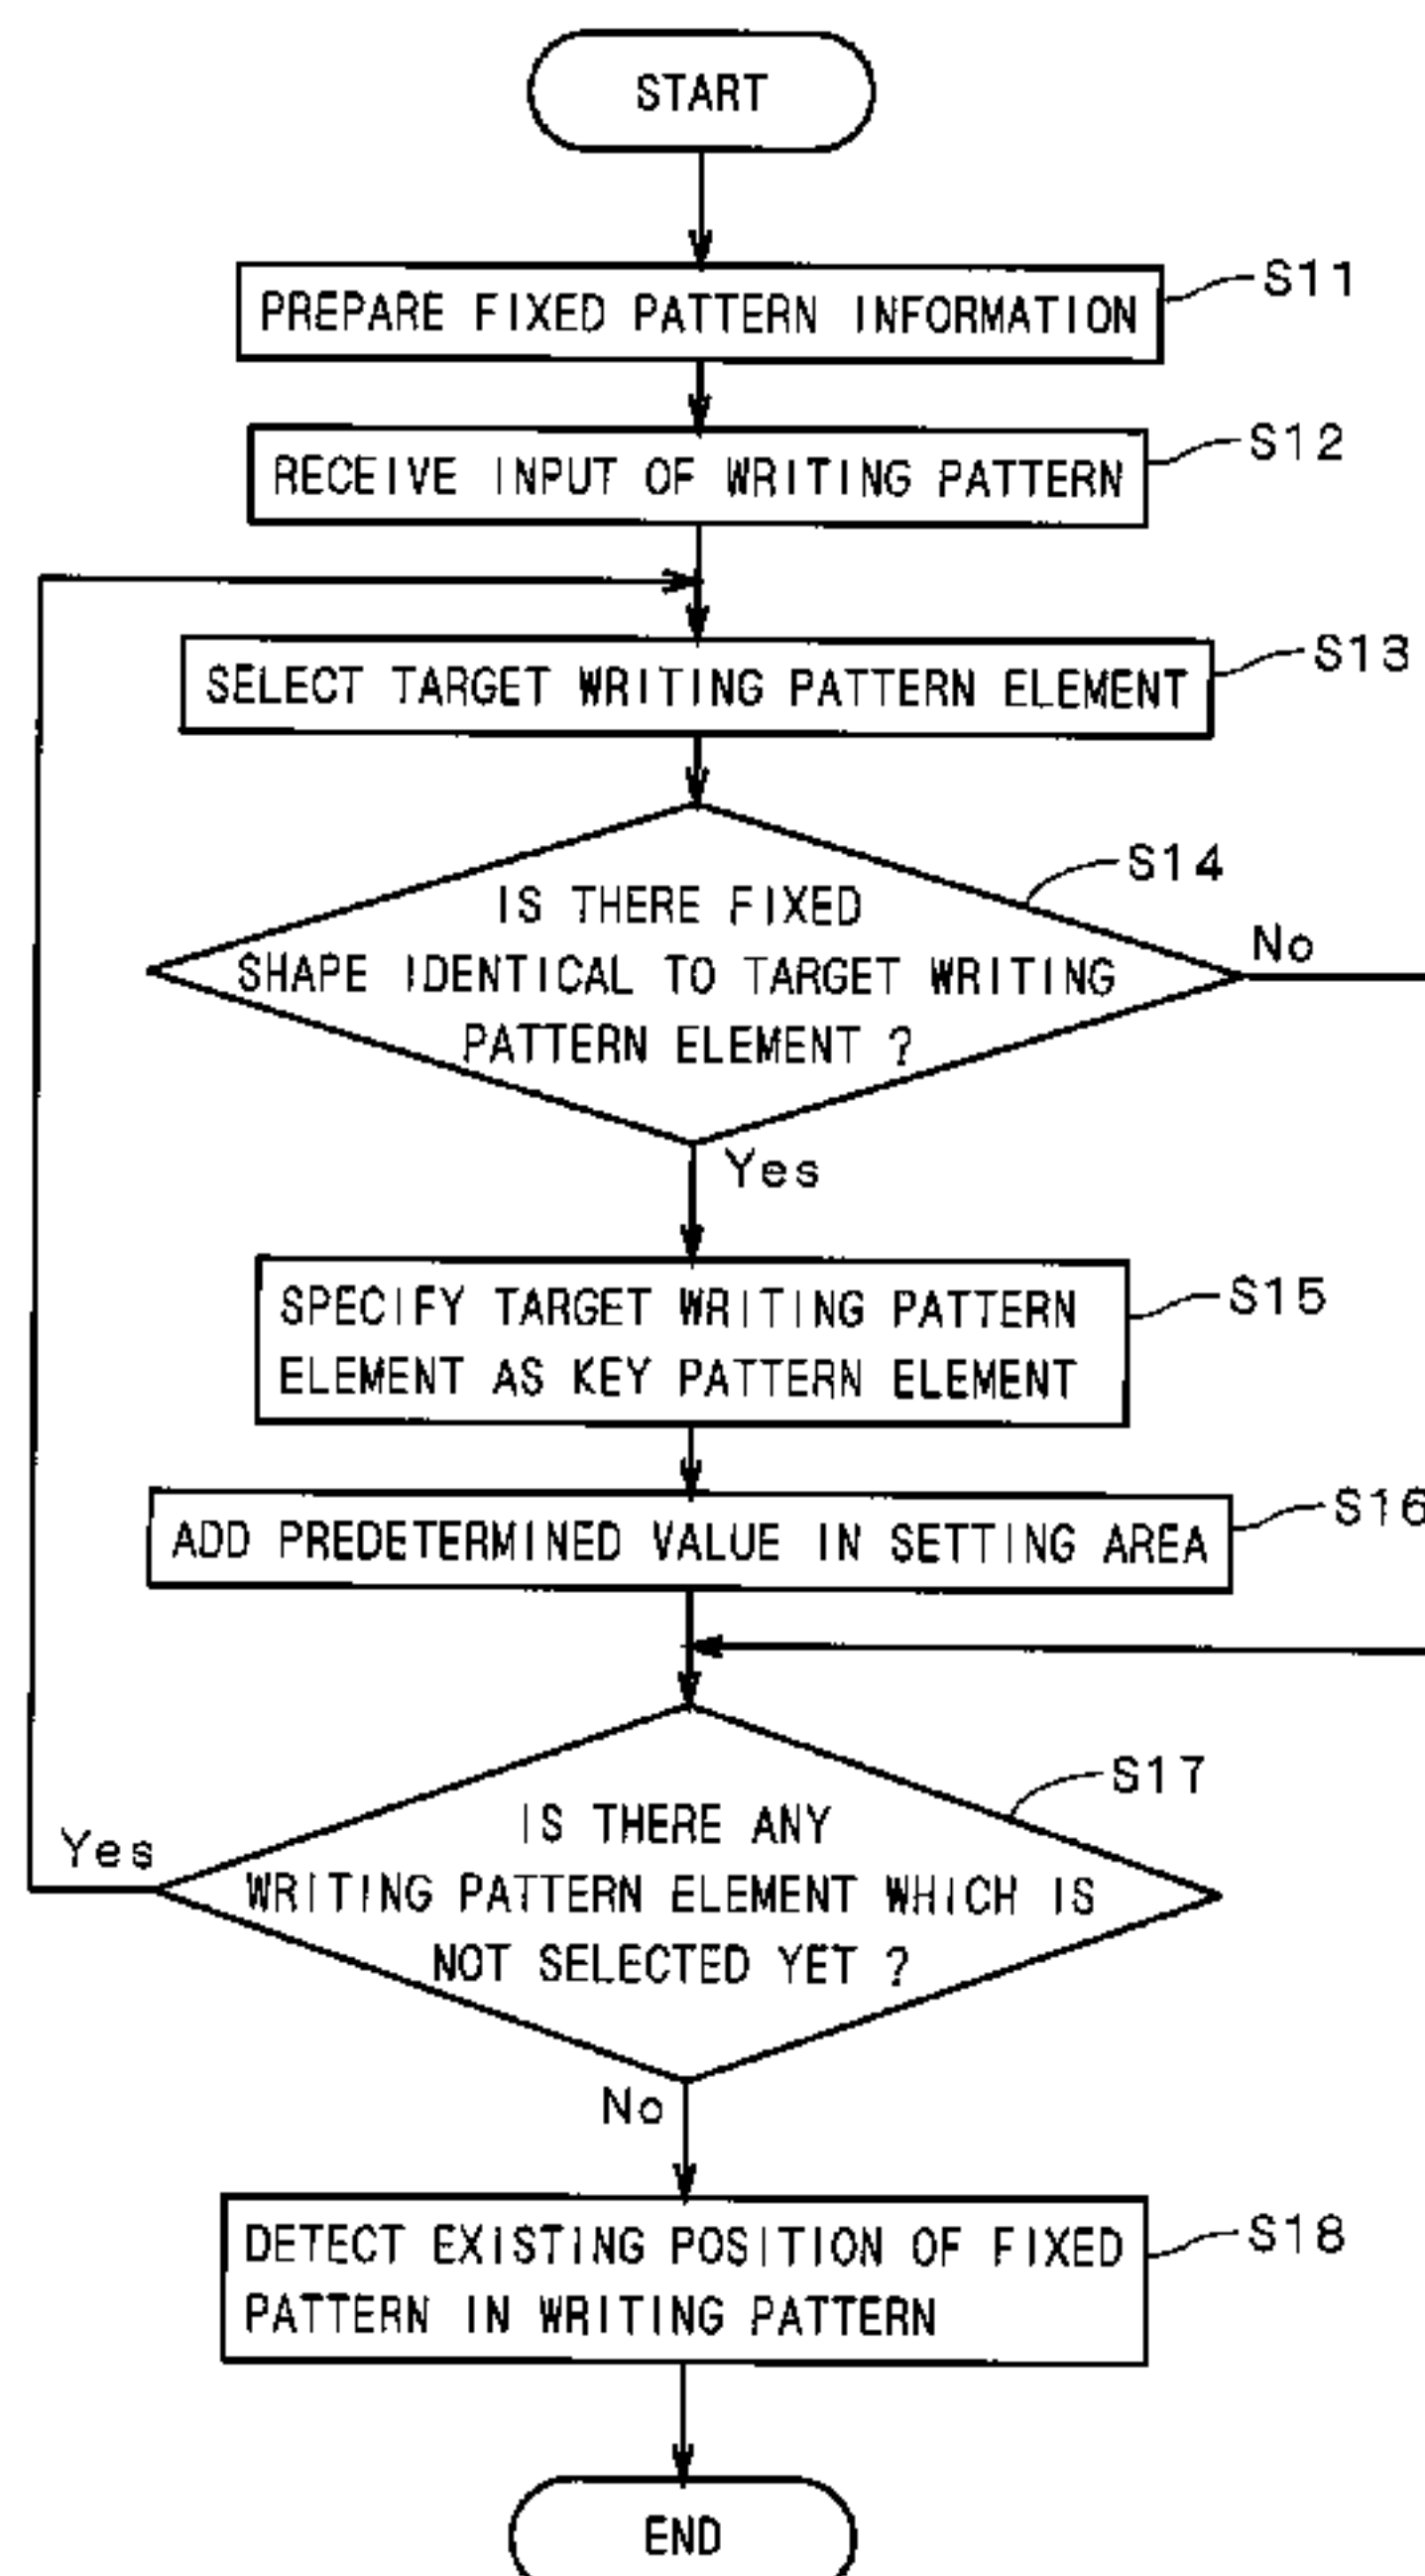 START
PREPARE FIXED PATTERN INFORMATION
S11
RECEIVE INPUT OF WRITING PATTERN
S12
SELECT TARGET WRITING PATTERN ELEMENT
S13
IS THERE FIXED
SHAPE IDENTICAL TO TARGET WRITING
PATTERN ELEMENT ?
S14
No
Yes
SPECIFY TARGET WRITING PATTERN
ELEMENT AS KEY PATTERN ELEMENT
S15
ADD PREDETERMINED VALUE IN SETTING AREA
S16
IS THERE ANY
WRITING PATTERN ELEMENT WHICH IS
NOT SELECTED YET ?
S17
Yes
No
DETECT EXISTING POSITION OF FIXED
PATTERN IN WRITING PATTERN
S18
END